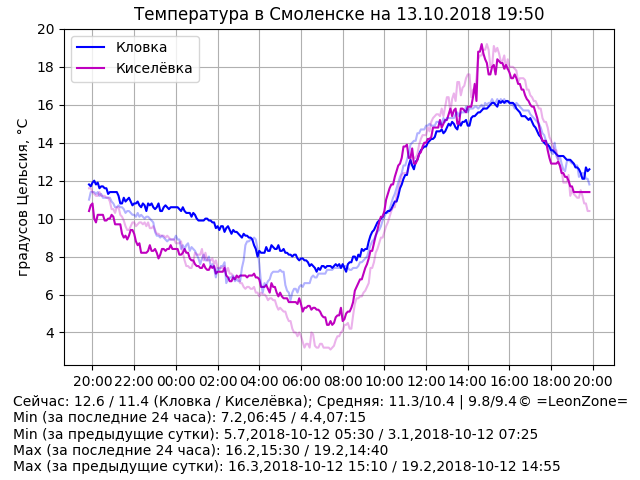 Температура в Смоленске на 13.10.2018 19:50
Кловка
Киселёвка
градусов Цельсия, °C
20
18
16
14
12
10
8
6
4
20:00 22:00 00:00 02:00 04:00 06:00 08:00 10:00 12:00 14:00 16:00 18:00 20:00
Сейчас: 12.6 / 11.4 (Кловка / Киселёвка); Средняя: 11.3/10.4 | 9.8/9.4© =LeonZone=
Min (за последние 24 часа): 7.2,06:45 / 4.4,07:15
Min (за предыдущие сутки): 5.7,2018-10-12 05:30 / 3.1,2018-10-12 07:25
Max (за последние 24 часа): 16.2,15:30 / 19.2,14:40
Max (за предыдущие сутки): 16.3,2018-10-12 15:10 / 19.2,2018-10-12 14:55